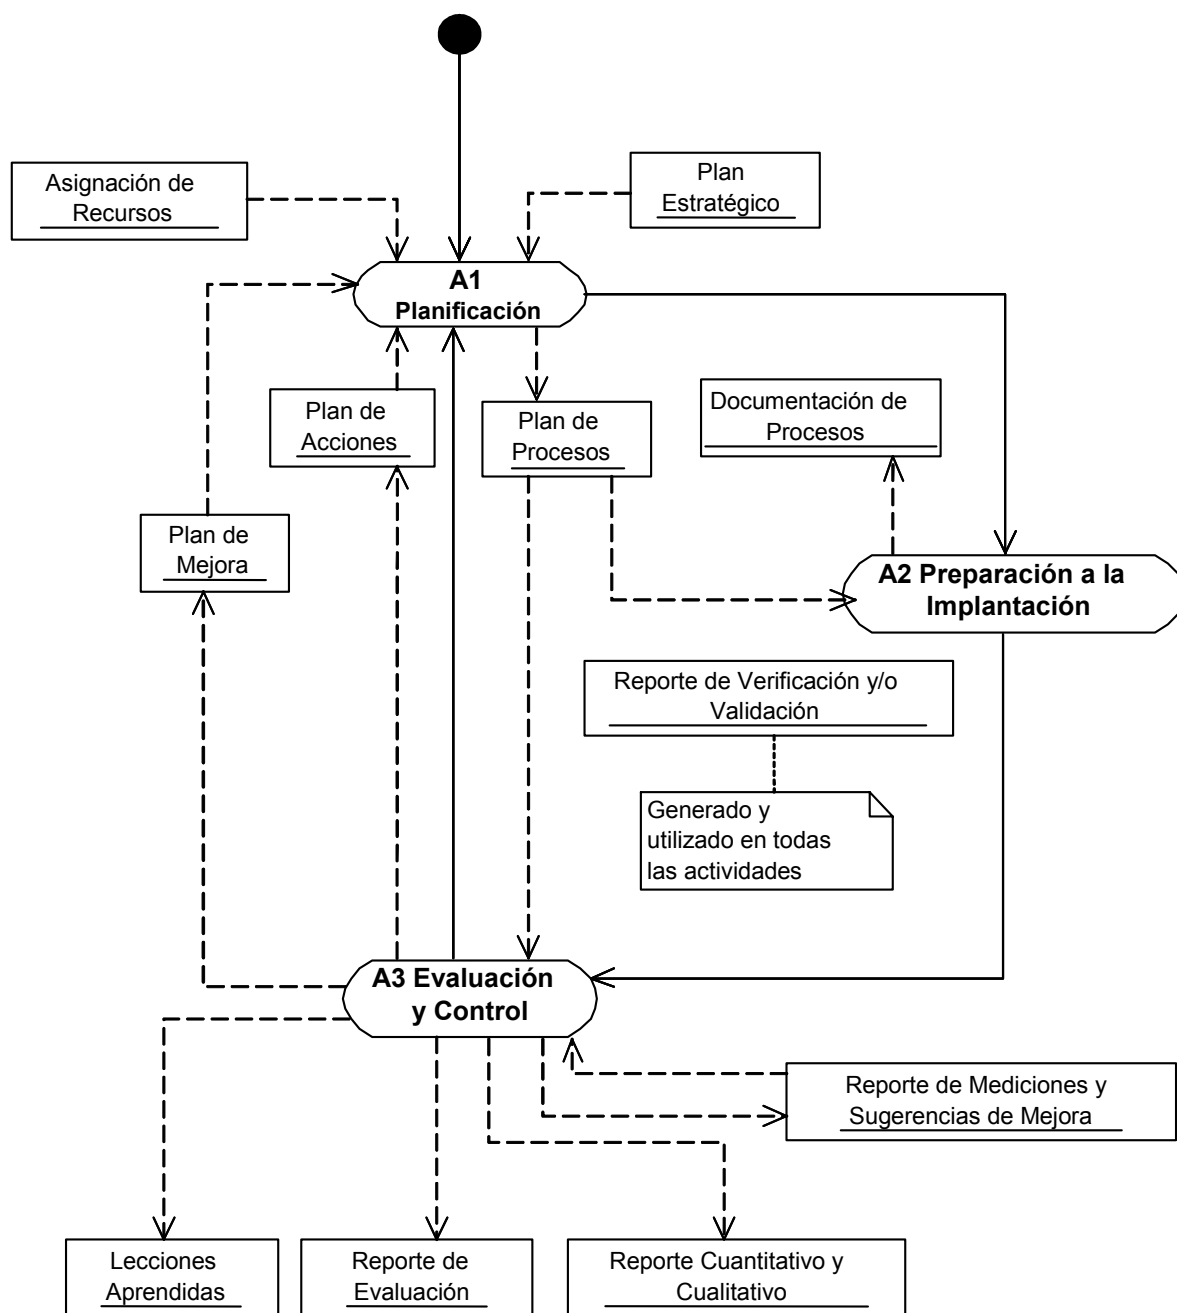 Asignación de
Recursos
Plan
Estratégico
A1
Planificación
Plan de
Acciones
Plan de
Procesos
Documentación de
Procesos
Plan de
Mejora
A2 Preparación a la
Implantación
Reporte de Verificación y/o
Validación
Generado y
utilizado en todas
las actividades
A3 Evaluación
y Control
Reporte de Mediciones y
Sugerencias de Mejora
Lecciones
Aprendidas
Reporte de
Evaluación
Reporte Cuantitativo y
Cualitativo